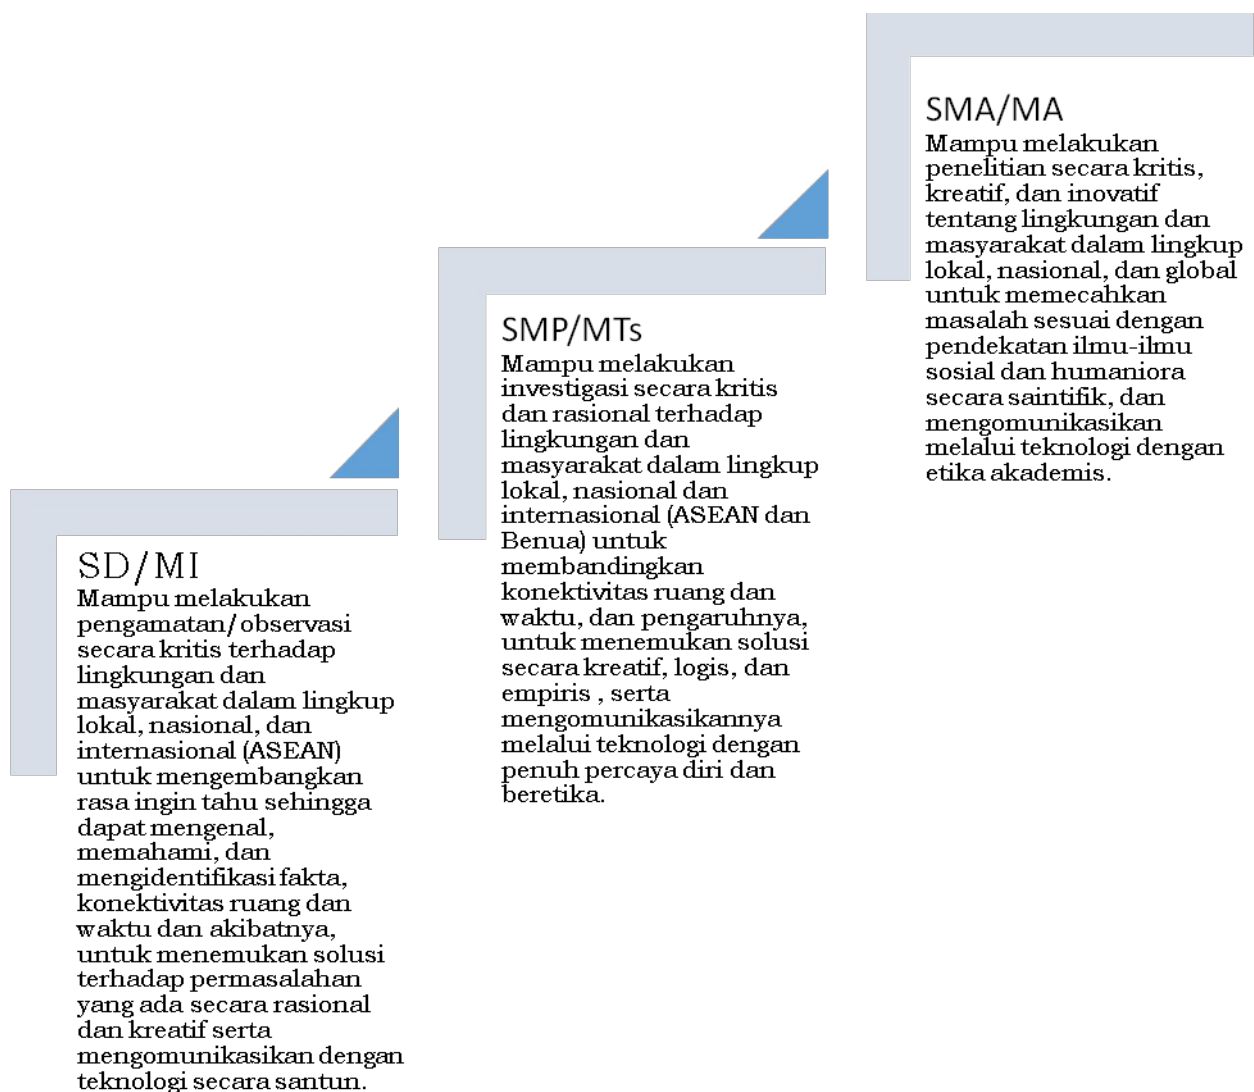 SD/MI
Mampu melakukan
pengamatan/observasi
secara kritis terhadap
lingkungan dan
masyarakat dalam lingkup
lokal, nasional, dan
internasional (ASEAN)
untuk mengembangkan
rasa ingin tahu sehingga
dapat mengenal,
memahami, dan
mengidentifikasi fakta,
konektivitas ruang dan
waktu dan akibatnya,
untuk menemukan solusi
terhadap permasalahan
yang ada secara rasional
dan kreatif serta
mengomunikasikan dengan
teknologi secara santun.
SMP/MTs
Mampu melakukan
investigasi secara kritis
dan rasional terhadap
lingkungan dan
masyarakat dalam lingkup
lokal, nasional dan
internasional (ASEAN dan
Benua) untuk
membandingkan
konektivitas ruang dan
waktu, dan pengaruhnya,
untuk menemukan solusi
secara kreatif, logis, dan
empiris , serta
mengomunikasikannya
melalui teknologi dengan
penuh percaya diri dan
beretika.
SMA/MA
Mampu melakukan
penelitian secara kritis,
kreatif, dan inovatif
tentang lingkungan dan
masyarakat dalam lingkup
lokal, nasional, dan global
untuk memecahkan
masalah sesuai dengan
pendekatan ilmu-ilmu
sosial dan humaniora
secara saintifik, dan
mengomunikasikan
melalui teknologi dengan
etika akademis.